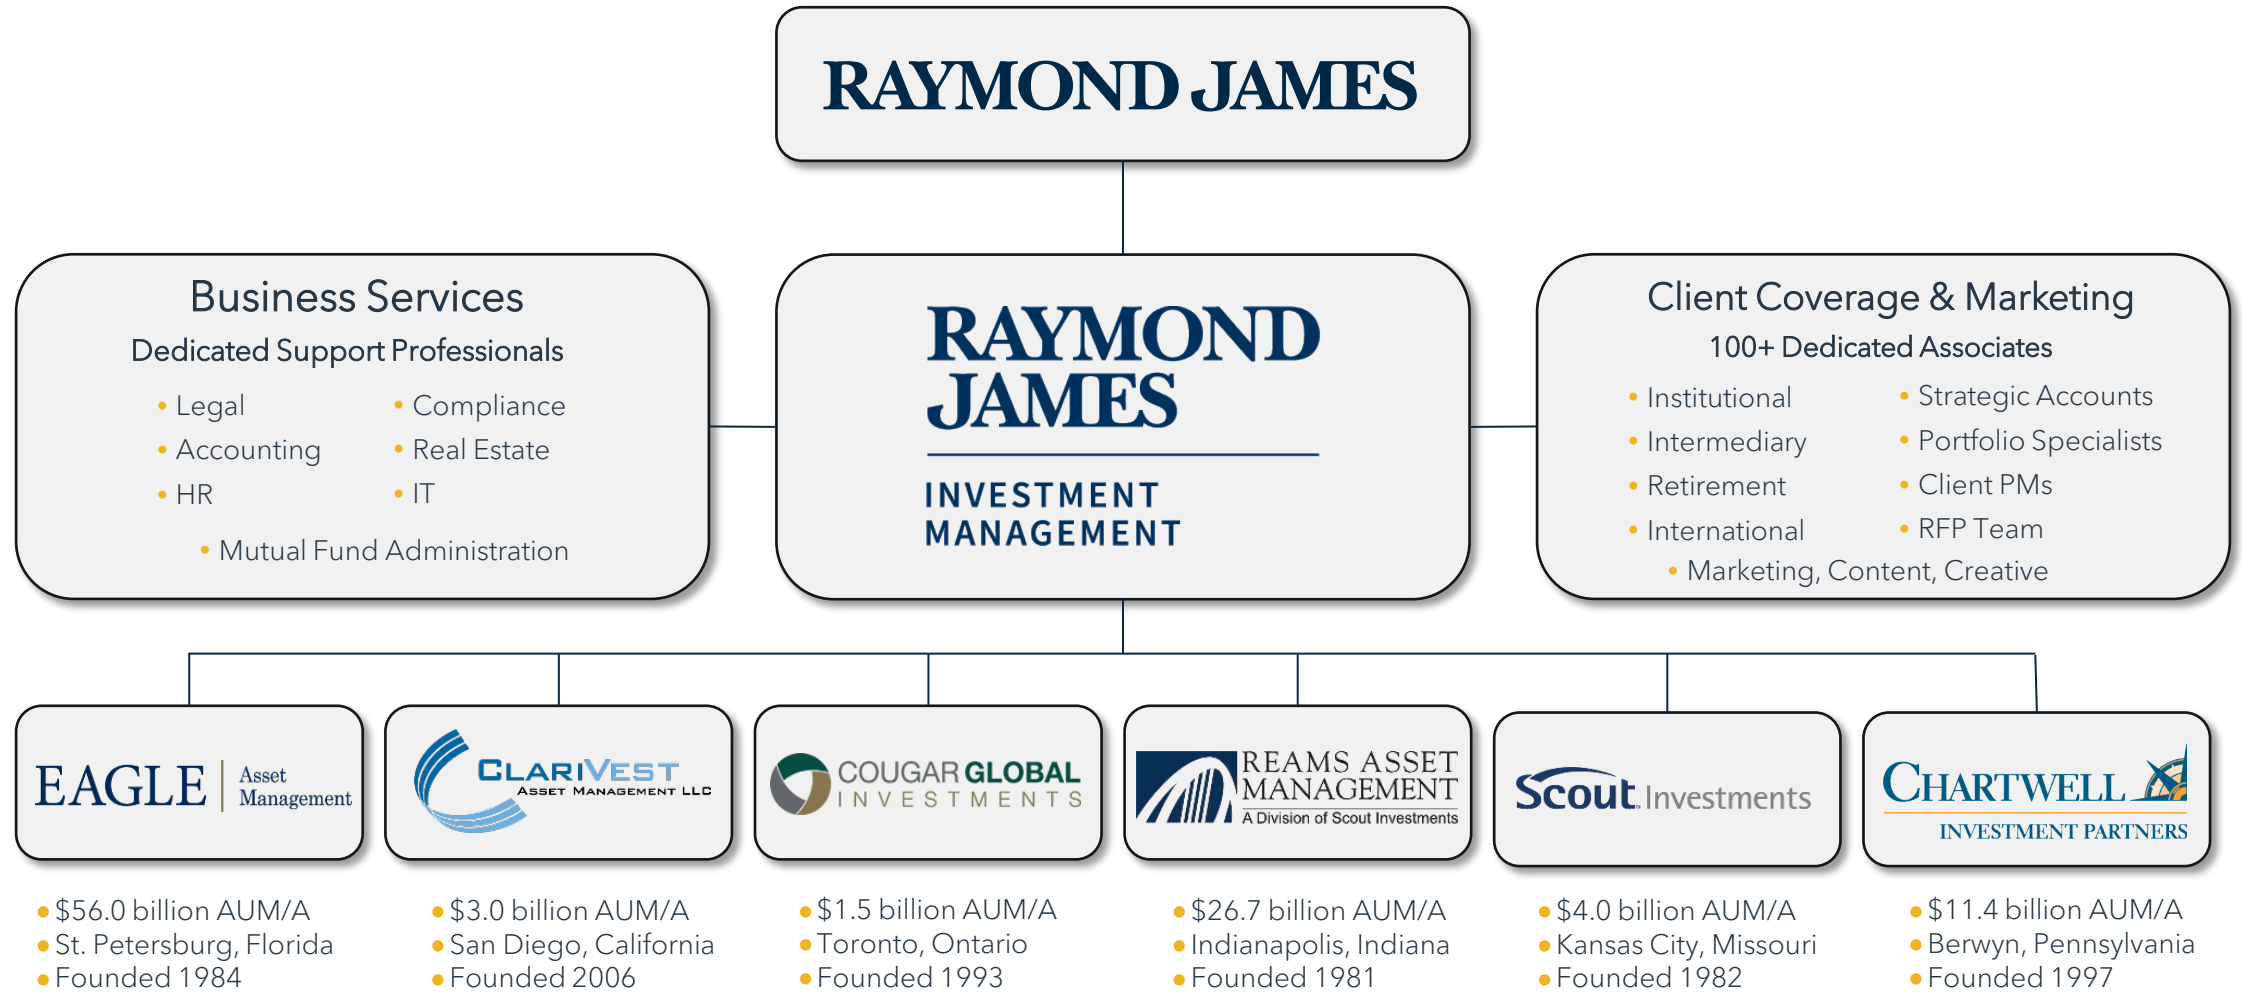 RAYMOND JAMES
Business Services
Dedicated Support Professionals
• Legal
• Accounting
• HR
• Compliance
• Real Estate
• IT
• Mutual Fund Administration
RAYMOND
JAMES
INVESTMENT
MANAGEMENT
Client Coverage & Marketing
100+ Dedicated Associates
• Institutional
• Intermediary
• Retirement
• International
• Strategic Accounts
• Portfolio Specialists
• Client PMs
• RFP Team
• Marketing, Content, Creative
EAGLE
Asset
Management
• $56.0 billion AUM/A
• St. Petersburg, Florida
• Founded 1984
CLARIVEST
ASSET MANAGEMENT LLC
• $3.0 billion AUM/A
• San Diego, California
• Founded 2006
COUGAR GLOBAL
INVESTMENTS
• $1.5 billion AUM/A
• Toronto, Ontario
• Founded 1993
REAMS ASSET
MANAGEMENT
A Division of Scout Investments
• $26.7 billion AUM/A
• Indianapolis, Indiana
• Founded 1981
Scout Investments
• $4.0 billion AUM/A
• Kansas City, Missouri
• Founded 1982
CHARTWELL
INVESTMENT PARTNERS
• $11.4 billion AUM/A
• Berwyn, Pennsylvania
• Founded 1997